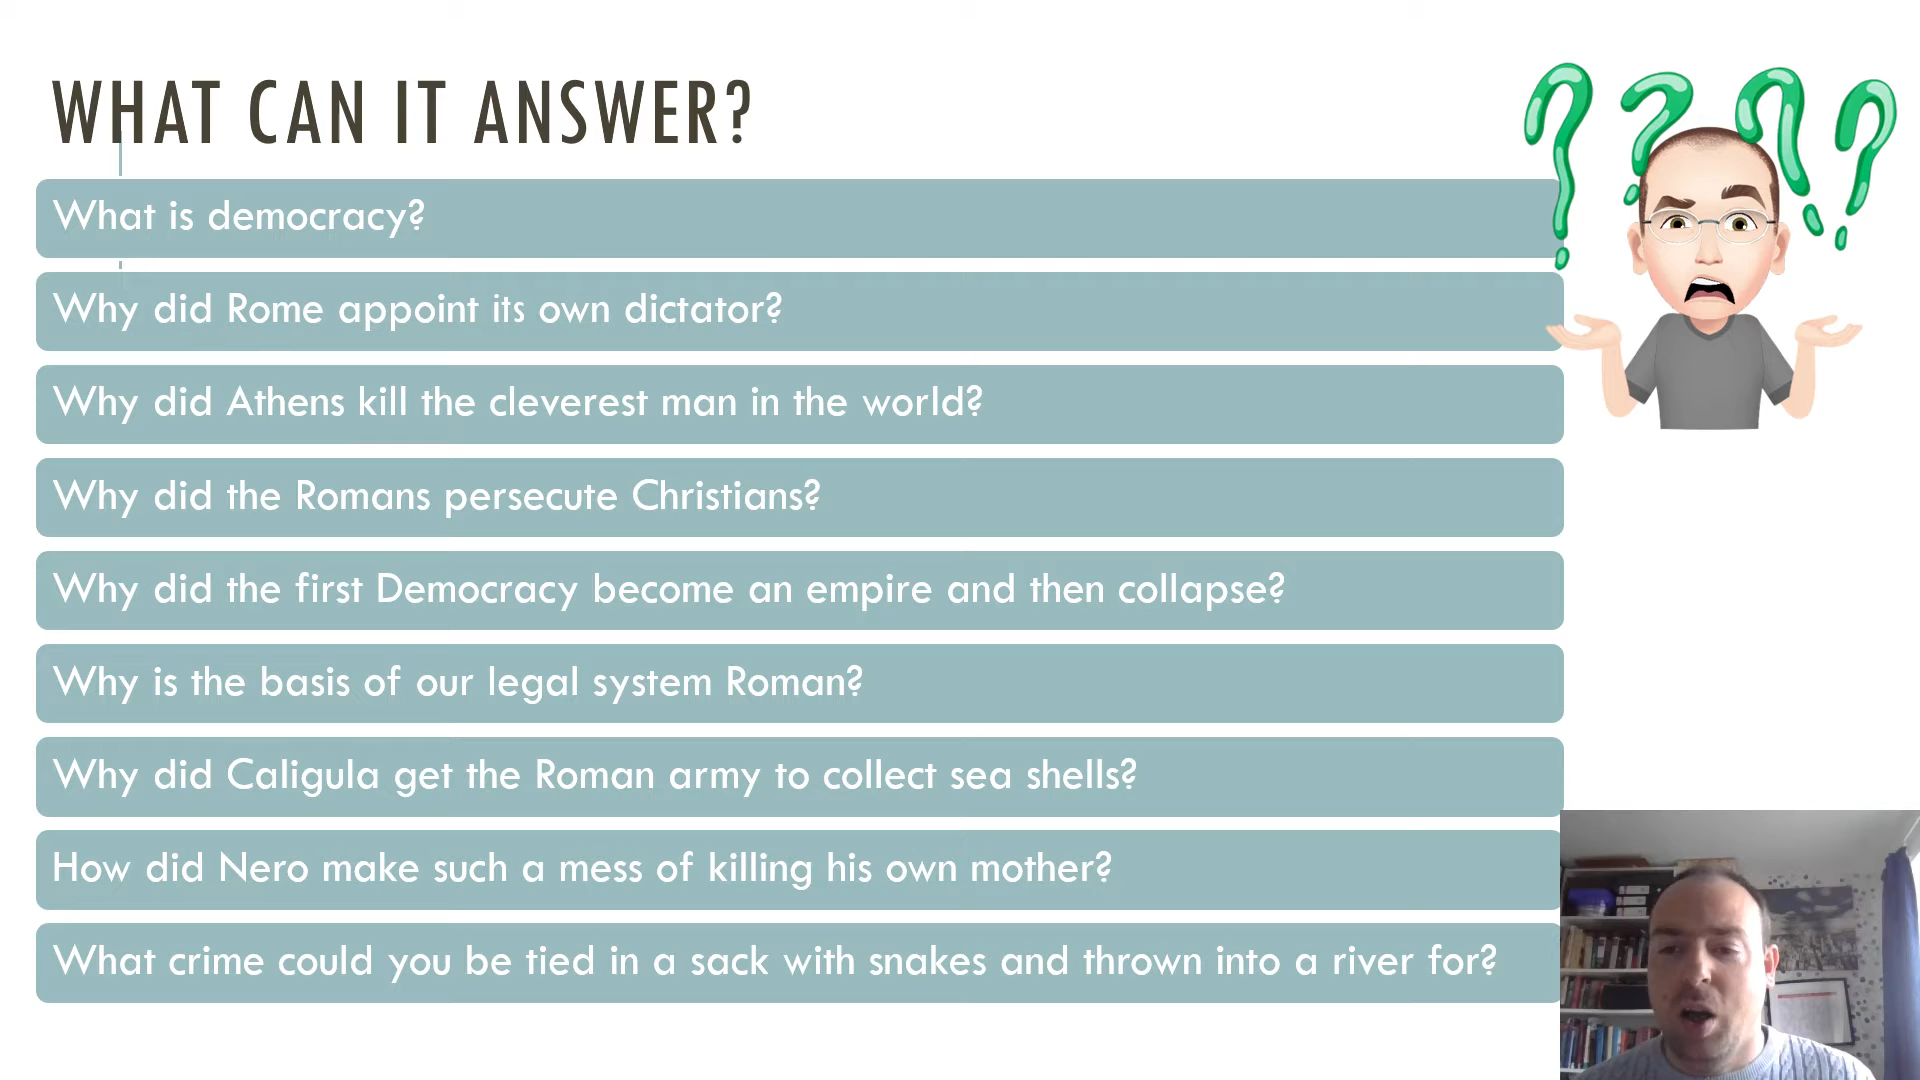 WHAT CAN IT ANSWER?
What is democracy?
Why did Rome appoint its own dictator?
Why did Athens kill the cleverest man in the world?
Why did the Romans persecute Christians?
Why did the first Democracy become an empire and then collapse?
Why is the basis of our legal system Roman?
Why did Caligula get the Roman army to collect sea shells?
How did Nero make such a mess of killing his own mother?
What crime could you be tied in a sack with snakes and thrown into a river for?